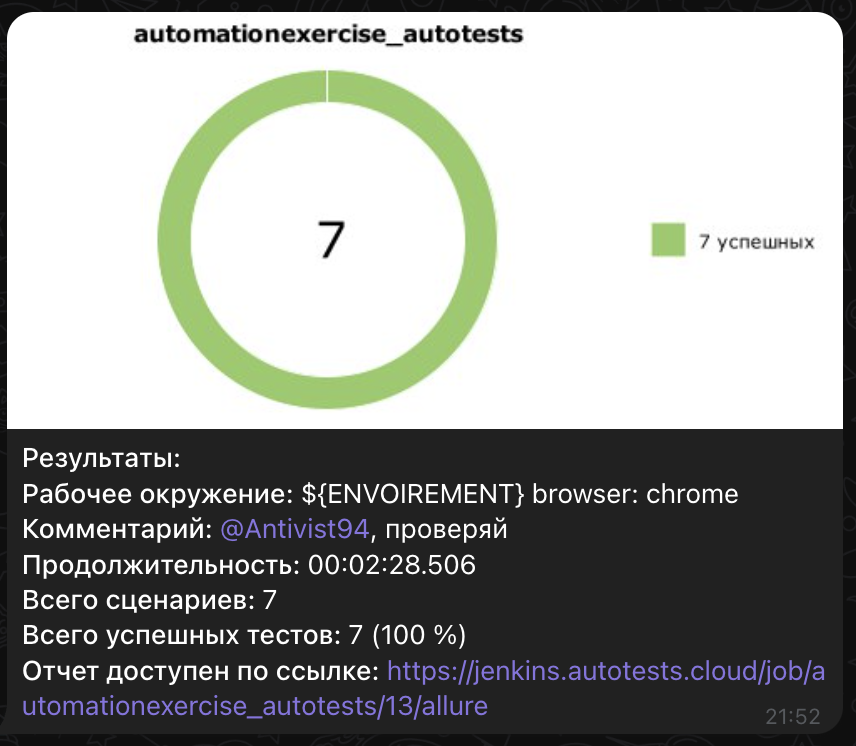 automationexercise_autotests
7
7 успешных
Результаты:
Рабочее окружение: ${ENVOIREMENT} browser: chrome
Комментарий: @Antivist94, проверяй
Продолжительность: 00:02:28.506
Всего сценариев: 7
Всего успешных тестов: 7 (100 %)
Отчет доступен по ссылке: https://jenkins.autotests.cloud/job/a
utomationexercise_autotests/13/allure
21:52